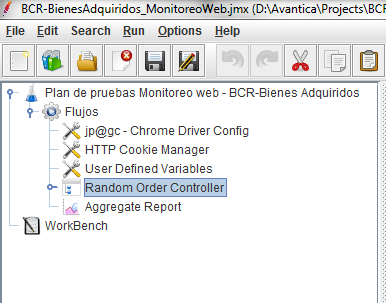 BCR-BienesAdquiridos_MonitoreoWeb.jmx (D:\Avantica\Projects\BCR
File Edit Search Run Options Help
Plan de pruebas Monitoreo web - BCR-Bienes Adquiridos
Flujos
jp@gc - Chrome Driver Config
HTTP Cookie Manager
User Defined Variables
Random Order Controller
Aggregate Report
WorkBench